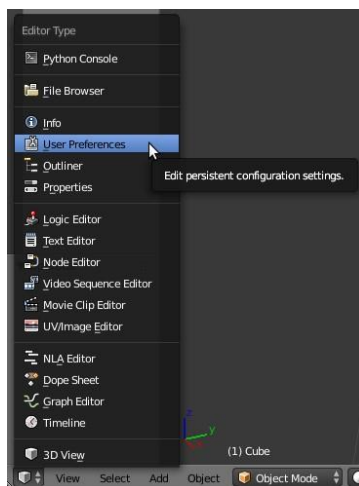 Editor Type
Python Console
File Browser
Info
User Preferences
Edit persistent configuration settings.
Outliner
Properties
Logic Editor
Text Editor
Node Editor
Video Sequence Editor
Movie Clip Editor
UV/Image Editor
NLA Editor
Dope Sheet
Graph Editor
Timeline
3D View
z
y
(1) Cube
View Select Add Object Object Mode